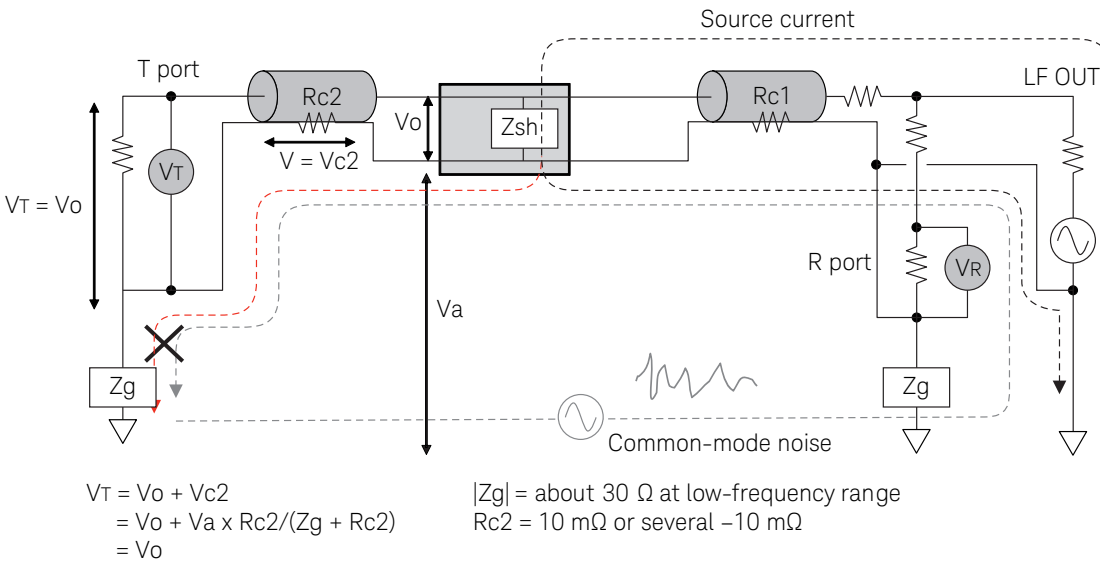 Source current
T port
LF OUT
Rc2
Rc1
Vo
Zsh
VT
V = Vc2
VT = Vo
R port
VR
Va
Zg
Zg
Common-mode noise
VT = Vo + Vc2
= Vo + Va x Rc2/(Zg + Rc2)
= Vo
|Zg| = about 30 Ω at low-frequency range
Rc2 = 10 mΩ or several –10 mΩ